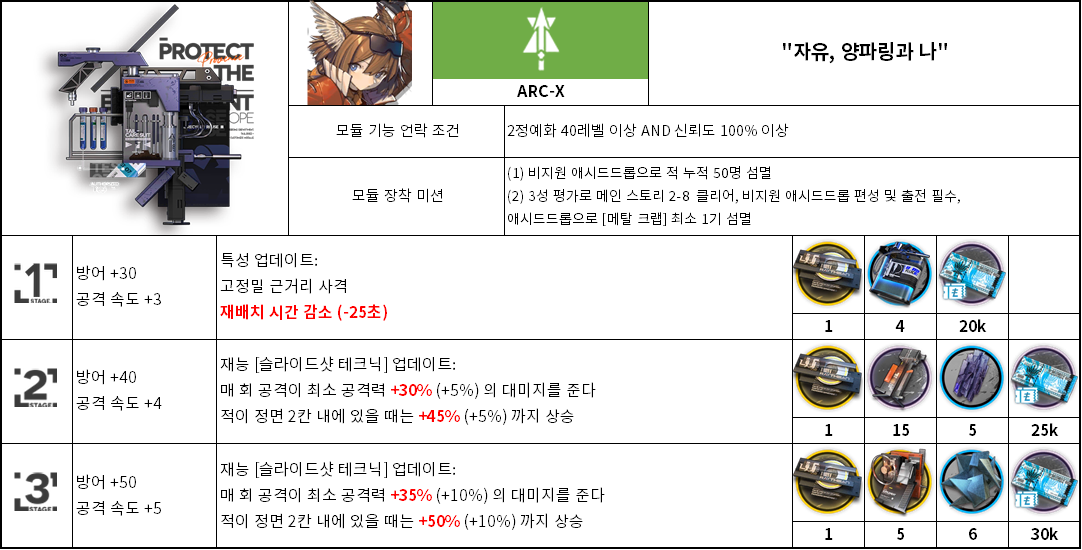 PROTECT
THE
ARC-X
"자유, 양파링과 나"
모듈 기능 언락 조건
2정예화 40레벨 이상 AND 신뢰도 100% 이상
모듈 장착 미션
(1) 비지원 애시드드롭으로 적 누적 50명 섬멸
(2) 3성 평가로 메인 스토리 2-8 클리어, 비지원 애시드드롭 편성 및 출전 필수,
애시드드롭으로 [메탈 크랩] 최소 1기 섬멸
1
STAGE
방어 +30
공격 속도 +3
특성 업데이트:
고정밀 근거리 사격
재배치 시간 감소 (-25초)
1
4
20k
2
STAGE
방어 +40
공격 속도 +4
재능 [슬라이드샷 테크닉] 업데이트:
매 회 공격이 최소 공격력 +30% (+5%) 의 대미지를 준다
적이 정면 2칸 내에 있을 때는 +45% (+5%) 까지 상승
1
15
5
25k
3
STAGE
방어 +50
공격 속도 +5
재능 [슬라이드샷 테크닉] 업데이트:
매 회 공격이 최소 공격력 +35% (+10%) 의 대미지를 준다
적이 정면 2칸 내에 있을 때는 +50% (+10%) 까지 상승
1
5
6
30k